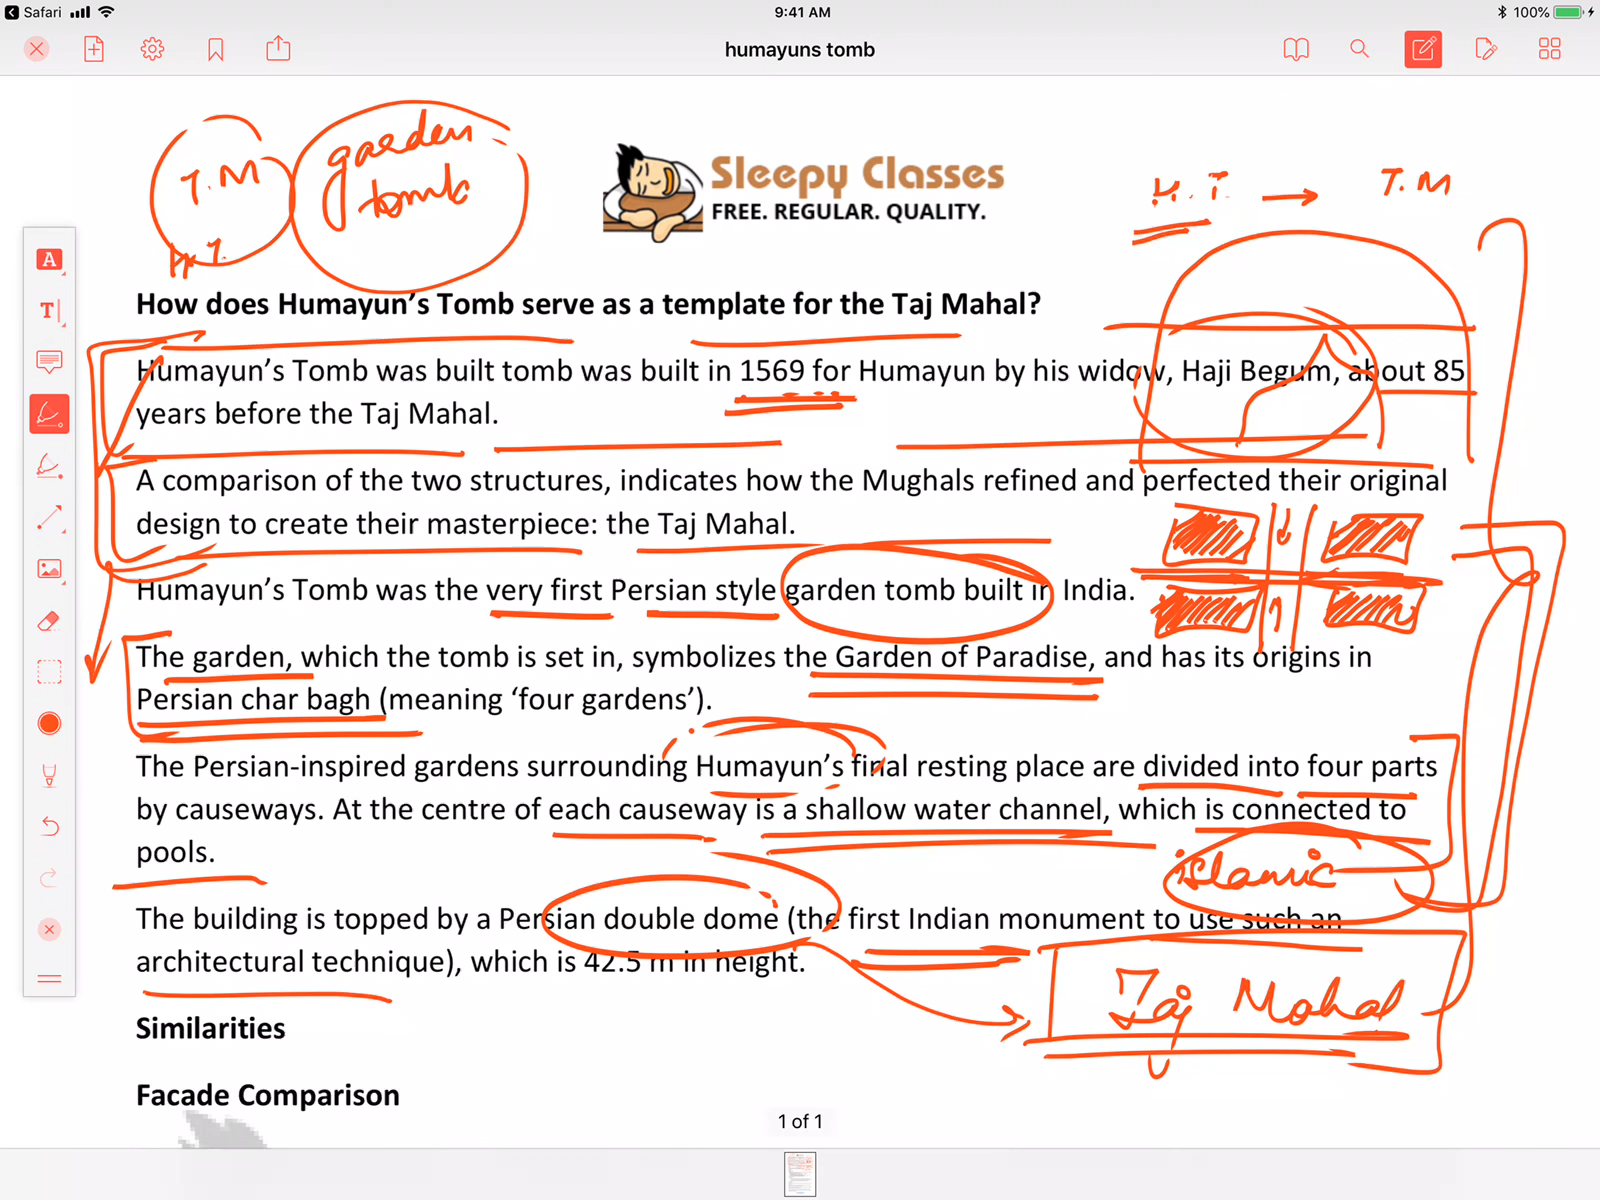 Safari
9:41 AM
100%
humayuns tomb
T.M
garden
tomb
H.T.
Sleepy Classes
FREE. REGULAR. QUALITY.
H.T. → T.M
How does Humayun's Tomb serve as a template for the Taj Mahal?
Humayun's Tomb was built tomb was built in 1569 for Humayun by his widow, Haji Begum, about 85
years before the Taj Mahal.
A comparison of the two structures, indicates how the Mughals refined and perfected their original
design to create their masterpiece: the Taj Mahal.
Humayun's Tomb was the very first Persian style garden tomb built in India.
The garden, which the tomb is set in, symbolizes the Garden of Paradise, and has its origins in
Persian char bagh (meaning 'four gardens').
The Persian-inspired gardens surrounding Humayun's final resting place are divided into four parts
by causeways. At the centre of each causeway is a shallow water channel, which is connected to
pools.
islamic
The building is topped by a Persian double dome (the first Indian monument to use such an
architectural technique), which is 42.5 m in height.
Taj Mahal
Similarities
Facade Comparison
1 of 1